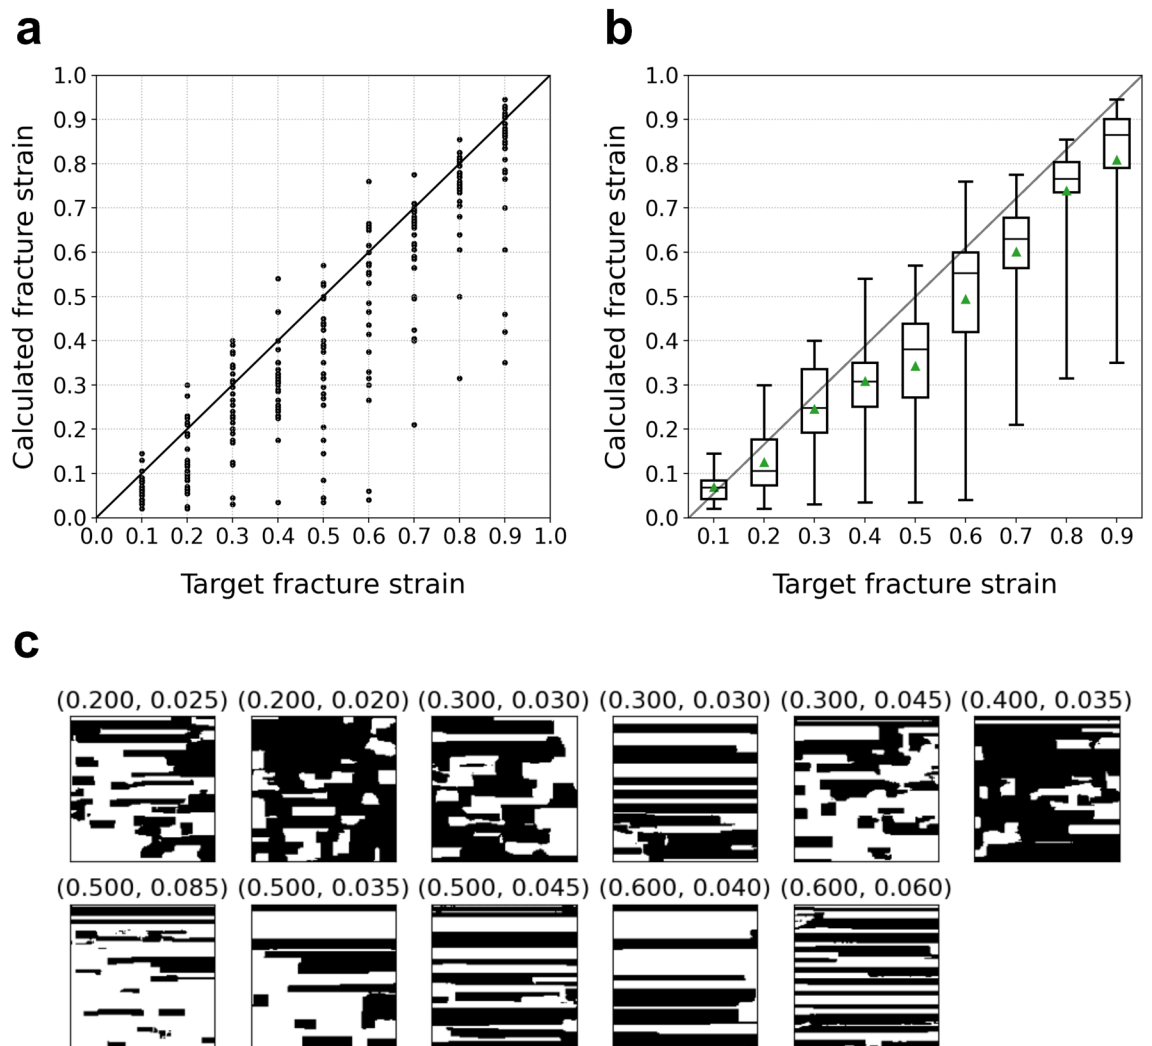 a
b
1.0
0.9
0.8
0.7
0.6
0.5
0.4
0.3
0.2
0.1
0.0
Calculated fracture strain
0.0 0.1 0.2 0.3 0.4 0.5 0.6 0.7 0.8 0.9 1.0
Target fracture strain
1.0
0.9
0.8
0.7
0.6
0.5
0.4
0.3
0.2
0.1
0.0
Calculated fracture strain
0.1 0.2 0.3 0.4 0.5 0.6 0.7 0.8 0.9
Target fracture strain
c
(0.200, 0.025) (0.200, 0.020) (0.300, 0.030) (0.300, 0.030) (0.300, 0.045) (0.400, 0.035)
(0.500, 0.085) (0.500, 0.035) (0.500, 0.045) (0.600, 0.040) (0.600, 0.060)